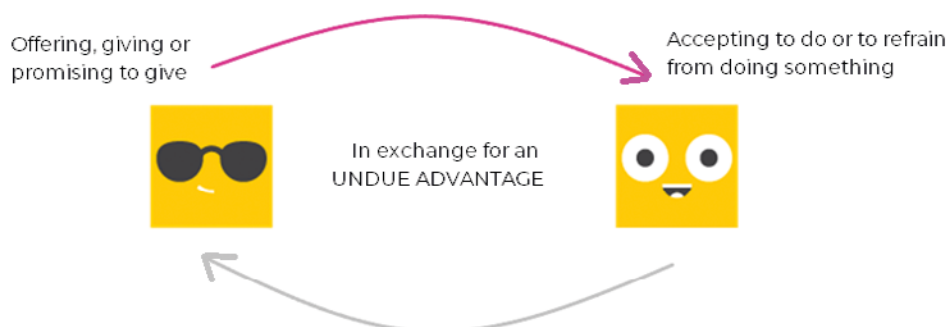 Offering, giving or
promising to give
Accepting to do or to refrain
from doing something
In exchange for an
UNDUE ADVANTAGE